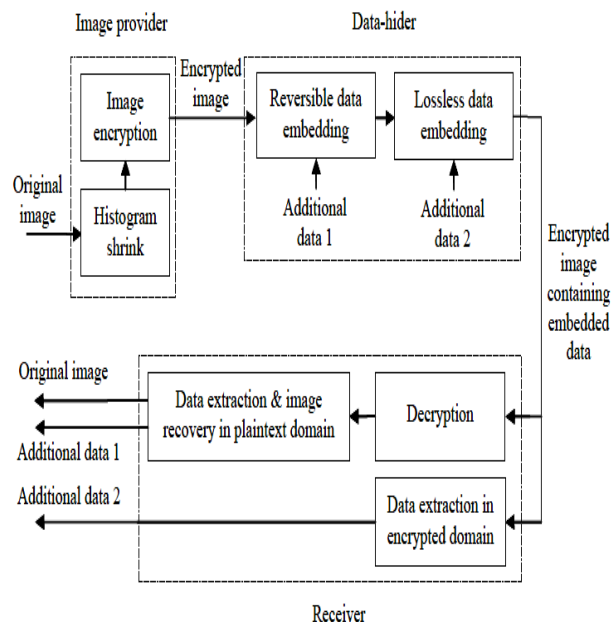 Image provider
Data-hider
Image
encryption
Encrypted
image
Reversible data
embedding
Lossless data
embedding
Original
image
Histogram
shrink
Additional
data 1
Additional
data 2
Encrypted
image
containing
embedded
data
Original image
Additional data 1
Additional data 2
Data extraction & image
recovery in plaintext domain
Decryption
Data extraction in
encrypted domain
Receiver